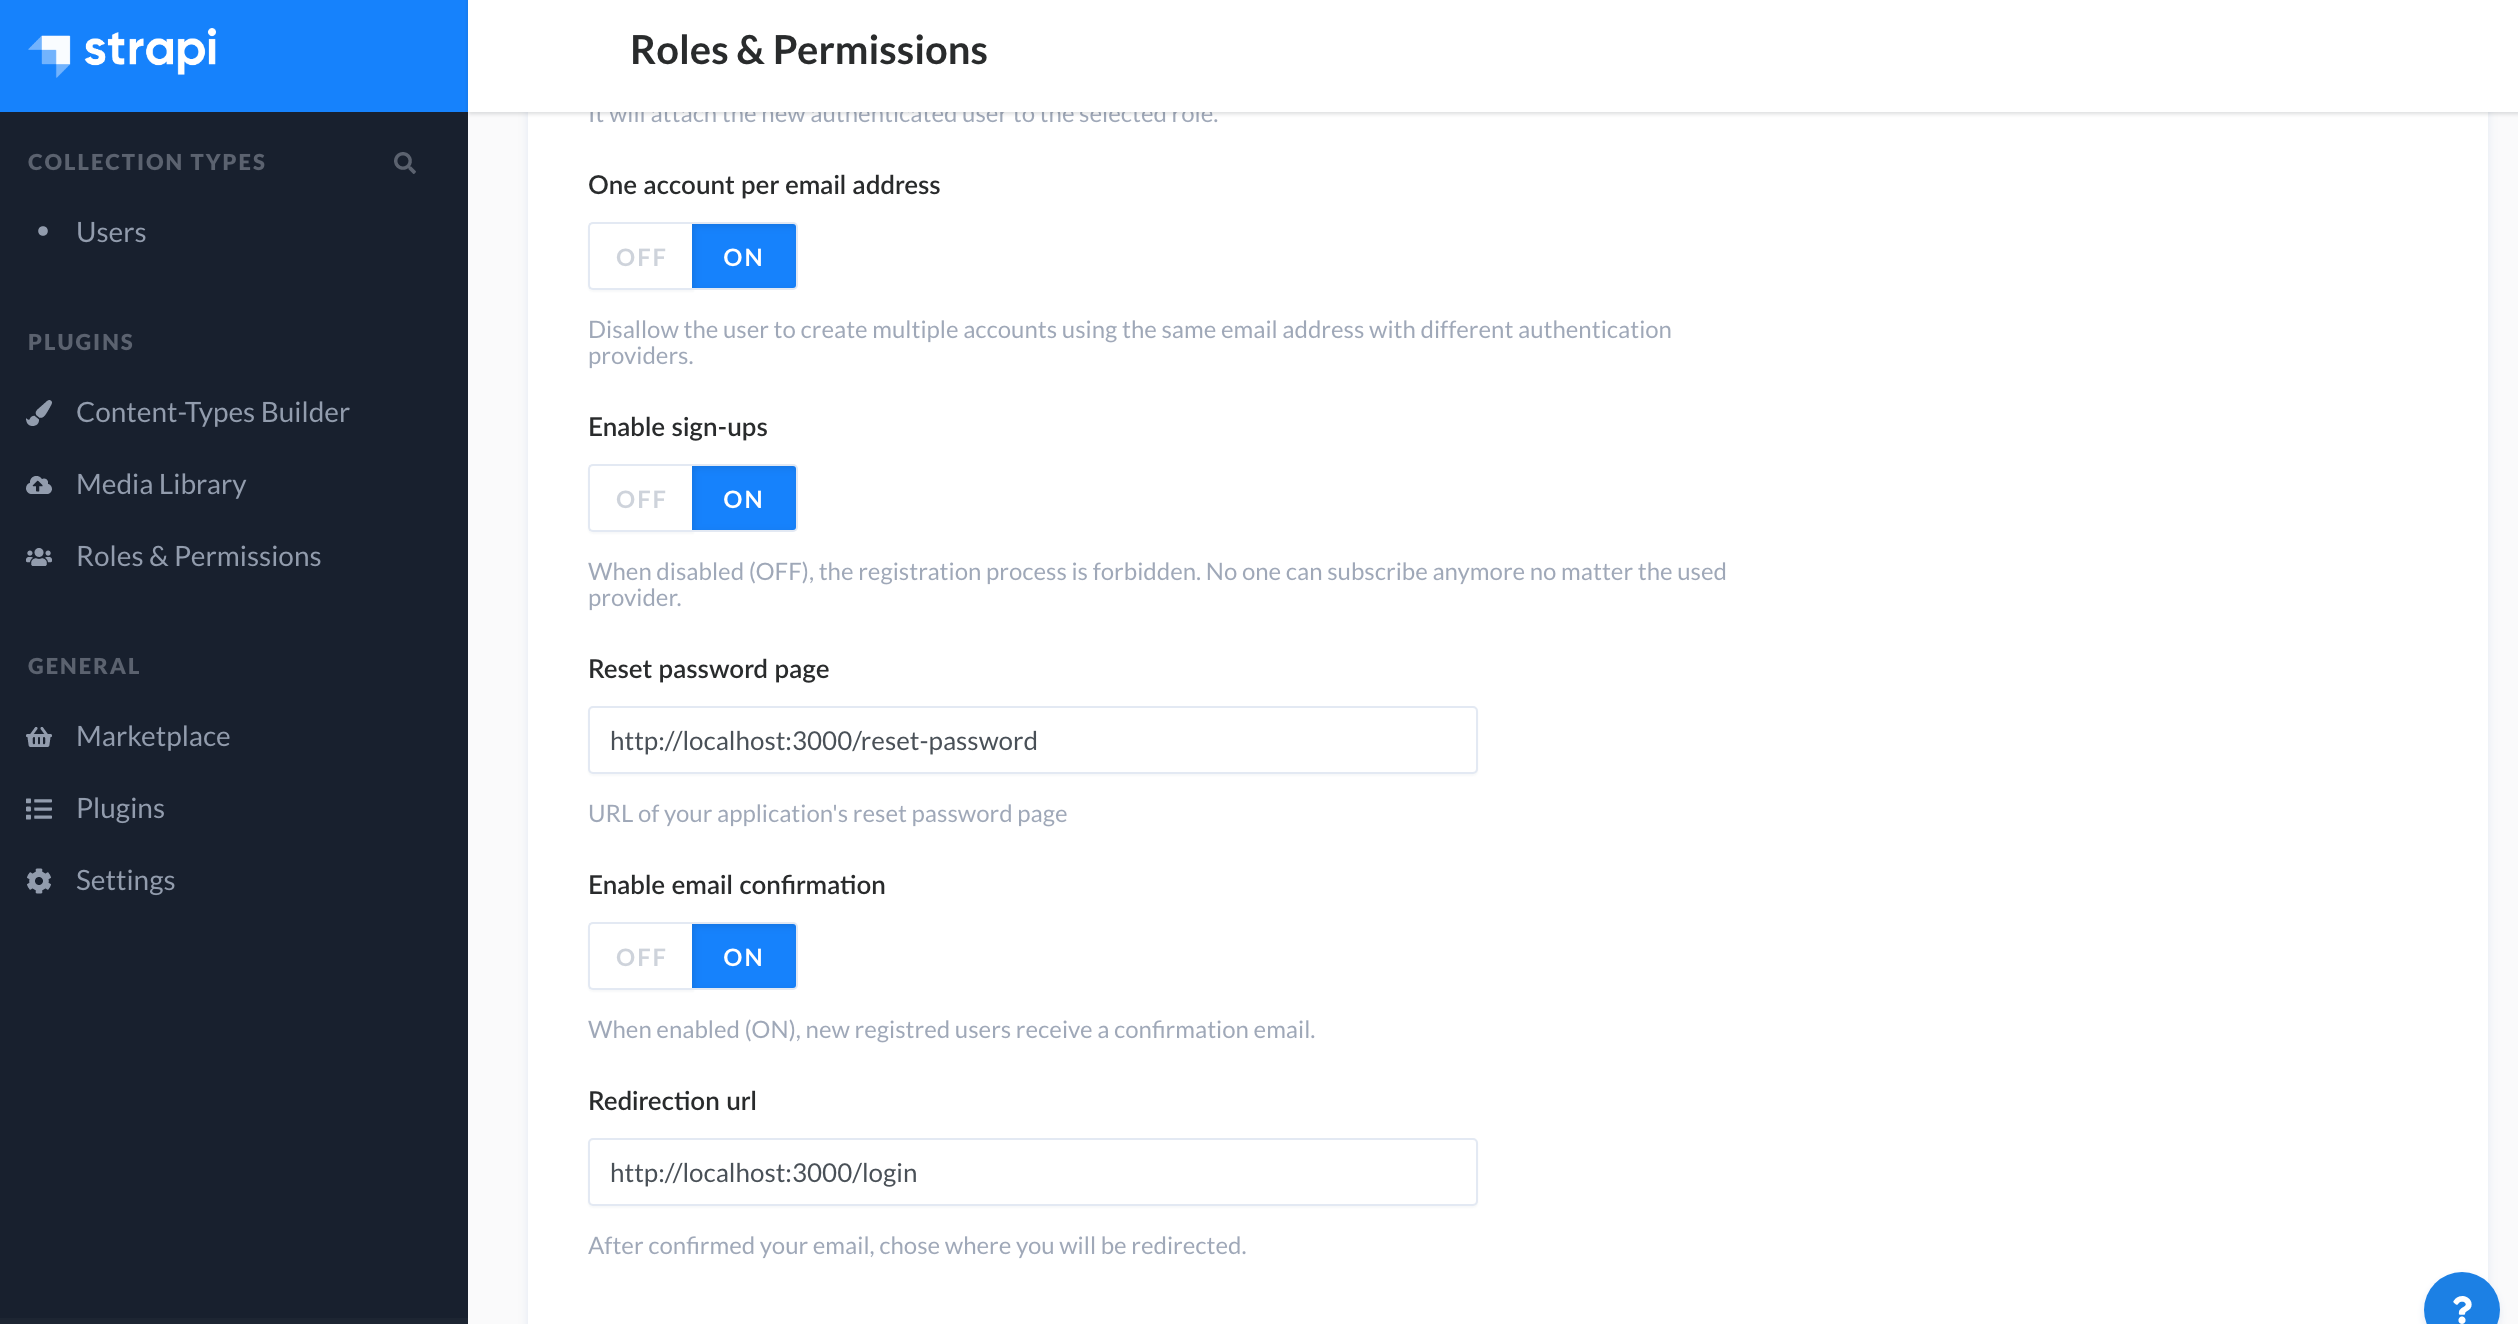 strapi
Roles & Permissions
COLLECTION TYPES
Users
PLUGINS
Content-Types Builder
Media Library
Roles & Permissions
GENERAL
Marketplace
Plugins
Settings
It will attach the new authenticated user to the selected role.
One account per email address
OFF ON
Disallow the user to create multiple accounts using the same email address with different authentication
providers.
Enable sign-ups
OFF ON
When disabled (OFF), the registration process is forbidden. No one can subscribe anymore no matter the used
provider.
Reset password page
http://localhost:3000/reset-password
URL of your application's reset password page
Enable email confirmation
OFF ON
When enabled (ON), new registred users receive a confirmation email.
Redirection url
http://localhost:3000/login
After confirmed your email, chose where you will be redirected.
?